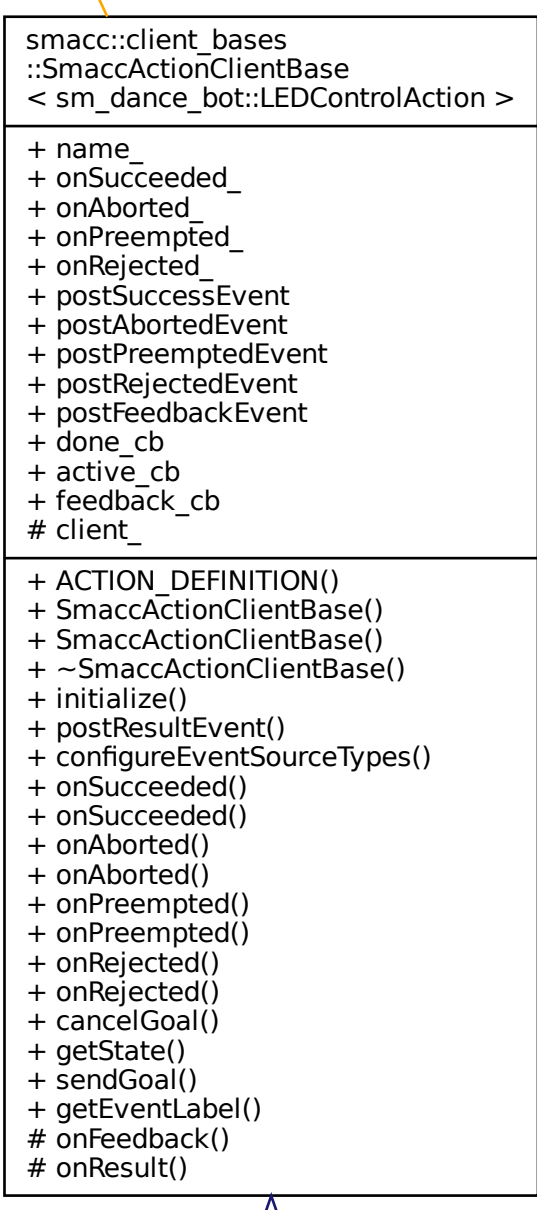 smacc::client_bases
::SmaccActionClientBase
< sm_dance_bot::LEDControlAction >
+ name_
+ onSucceeded_
+ onAborted_
+ onPreempted_
+ onRejected_
+ postSuccessEvent
+ postAbortedEvent
+ postPreemptedEvent
+ postRejectedEvent
+ postFeedbackEvent
+ done_cb
+ active_cb
+ feedback_cb
# client_
+ ACTION_DEFINITION()
+ SmaccActionClientBase()
+ SmaccActionClientBase()
+ ~SmaccActionClientBase()
+ initialize()
+ postResultEvent()
+ configureEventSourceTypes()
+ onSucceeded()
+ onSucceeded()
+ onAborted()
+ onAborted()
+ onPreempted()
+ onPreempted()
+ onRejected()
+ onRejected()
+ cancelGoal()
+ getState()
+ sendGoal()
+ getEventLabel()
# onFeedback()
# onResult()